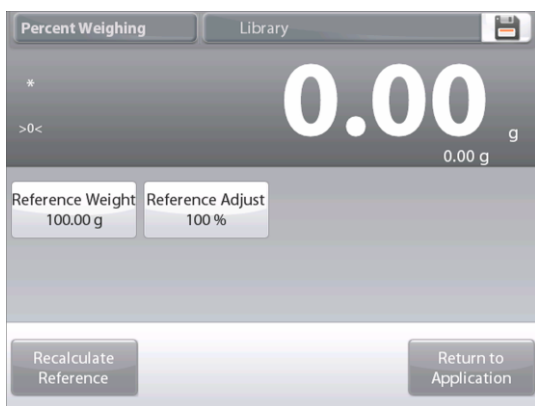 Percent Weighing
Library
*
0.00
>0<
g
0.00 g
Reference Weight
100.00 g
Reference Adjust
100 %
Recalculate
Reference
Return to
Application